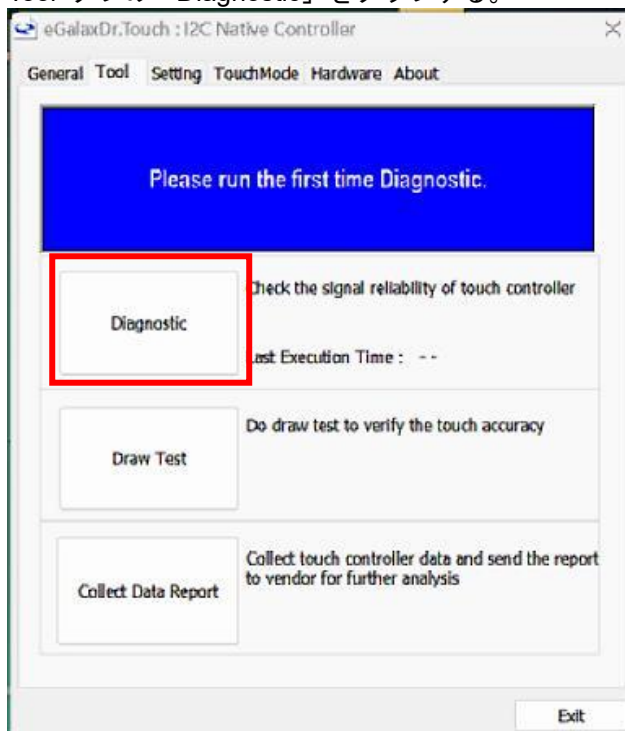 eGalaxDr.Touch : I2C Native Controller
General Tool Setting TouchMode Hardware About
Please run the first time Diagnostic.
Diagnostic
Check the signal reliability of touch controller
Last Execution Time : --
Draw Test
Do draw test to verify the touch accuracy
Collect Data Report
Collect touch controller data and send the report
to vendor for further analysis
Exit